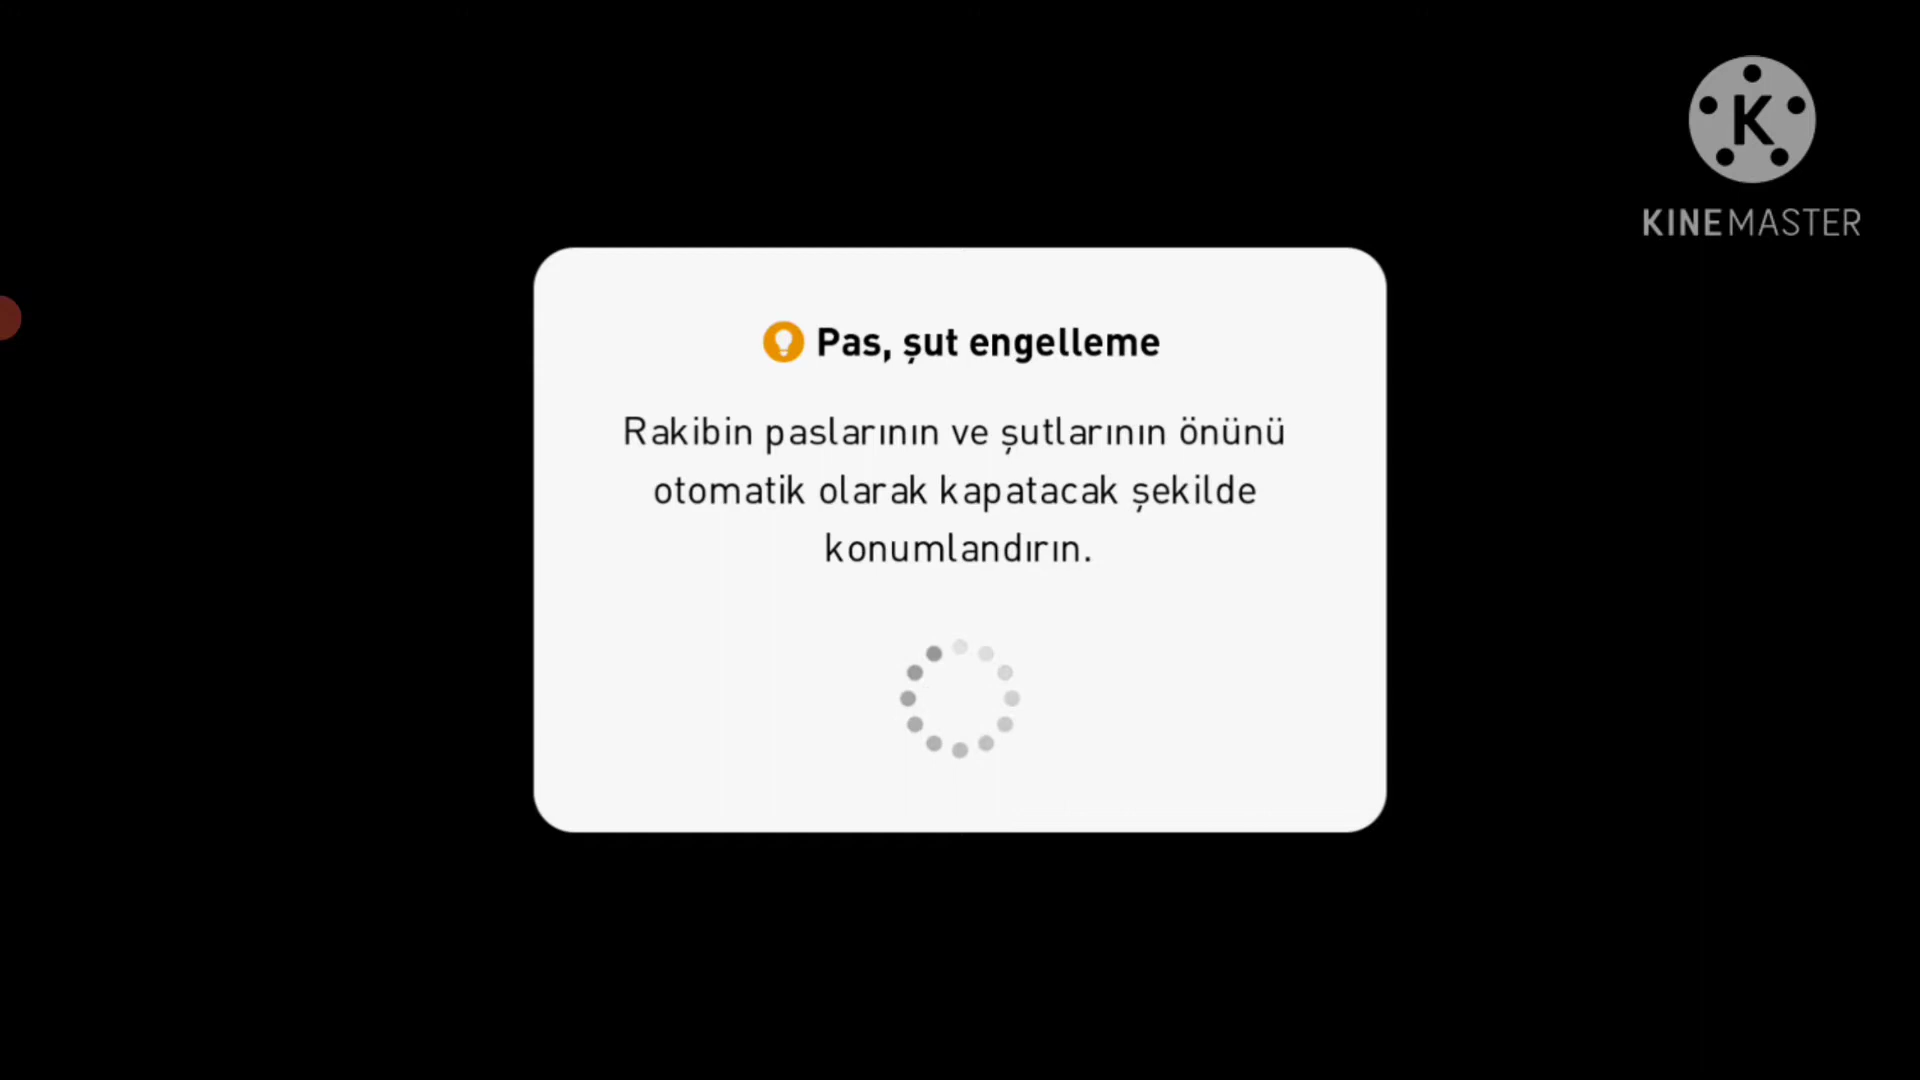 K
KINEMASTER
Pas, şut engelleme
Rakibin paslarının ve şutlarının önünü
otomatik olarak kapatacak şekilde
konumlandırın.